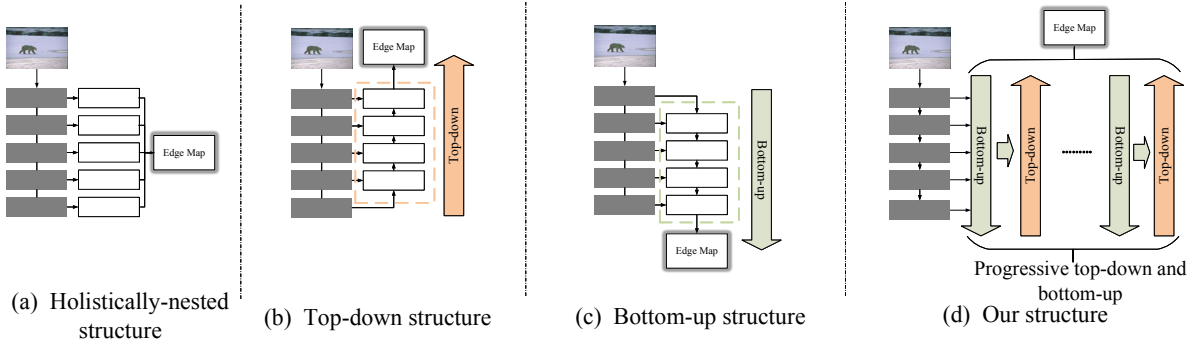 Edge Map
(a) Holistically-nested
structure
Edge Map
Top-down
(b) Top-down structure
Bottom-up
Edge Map
(c) Bottom-up structure
Edge Map
Bottom-up
Top-down
.........
Bottom-up
Top-down
Progressive top-down and
bottom-up
(d) Our structure